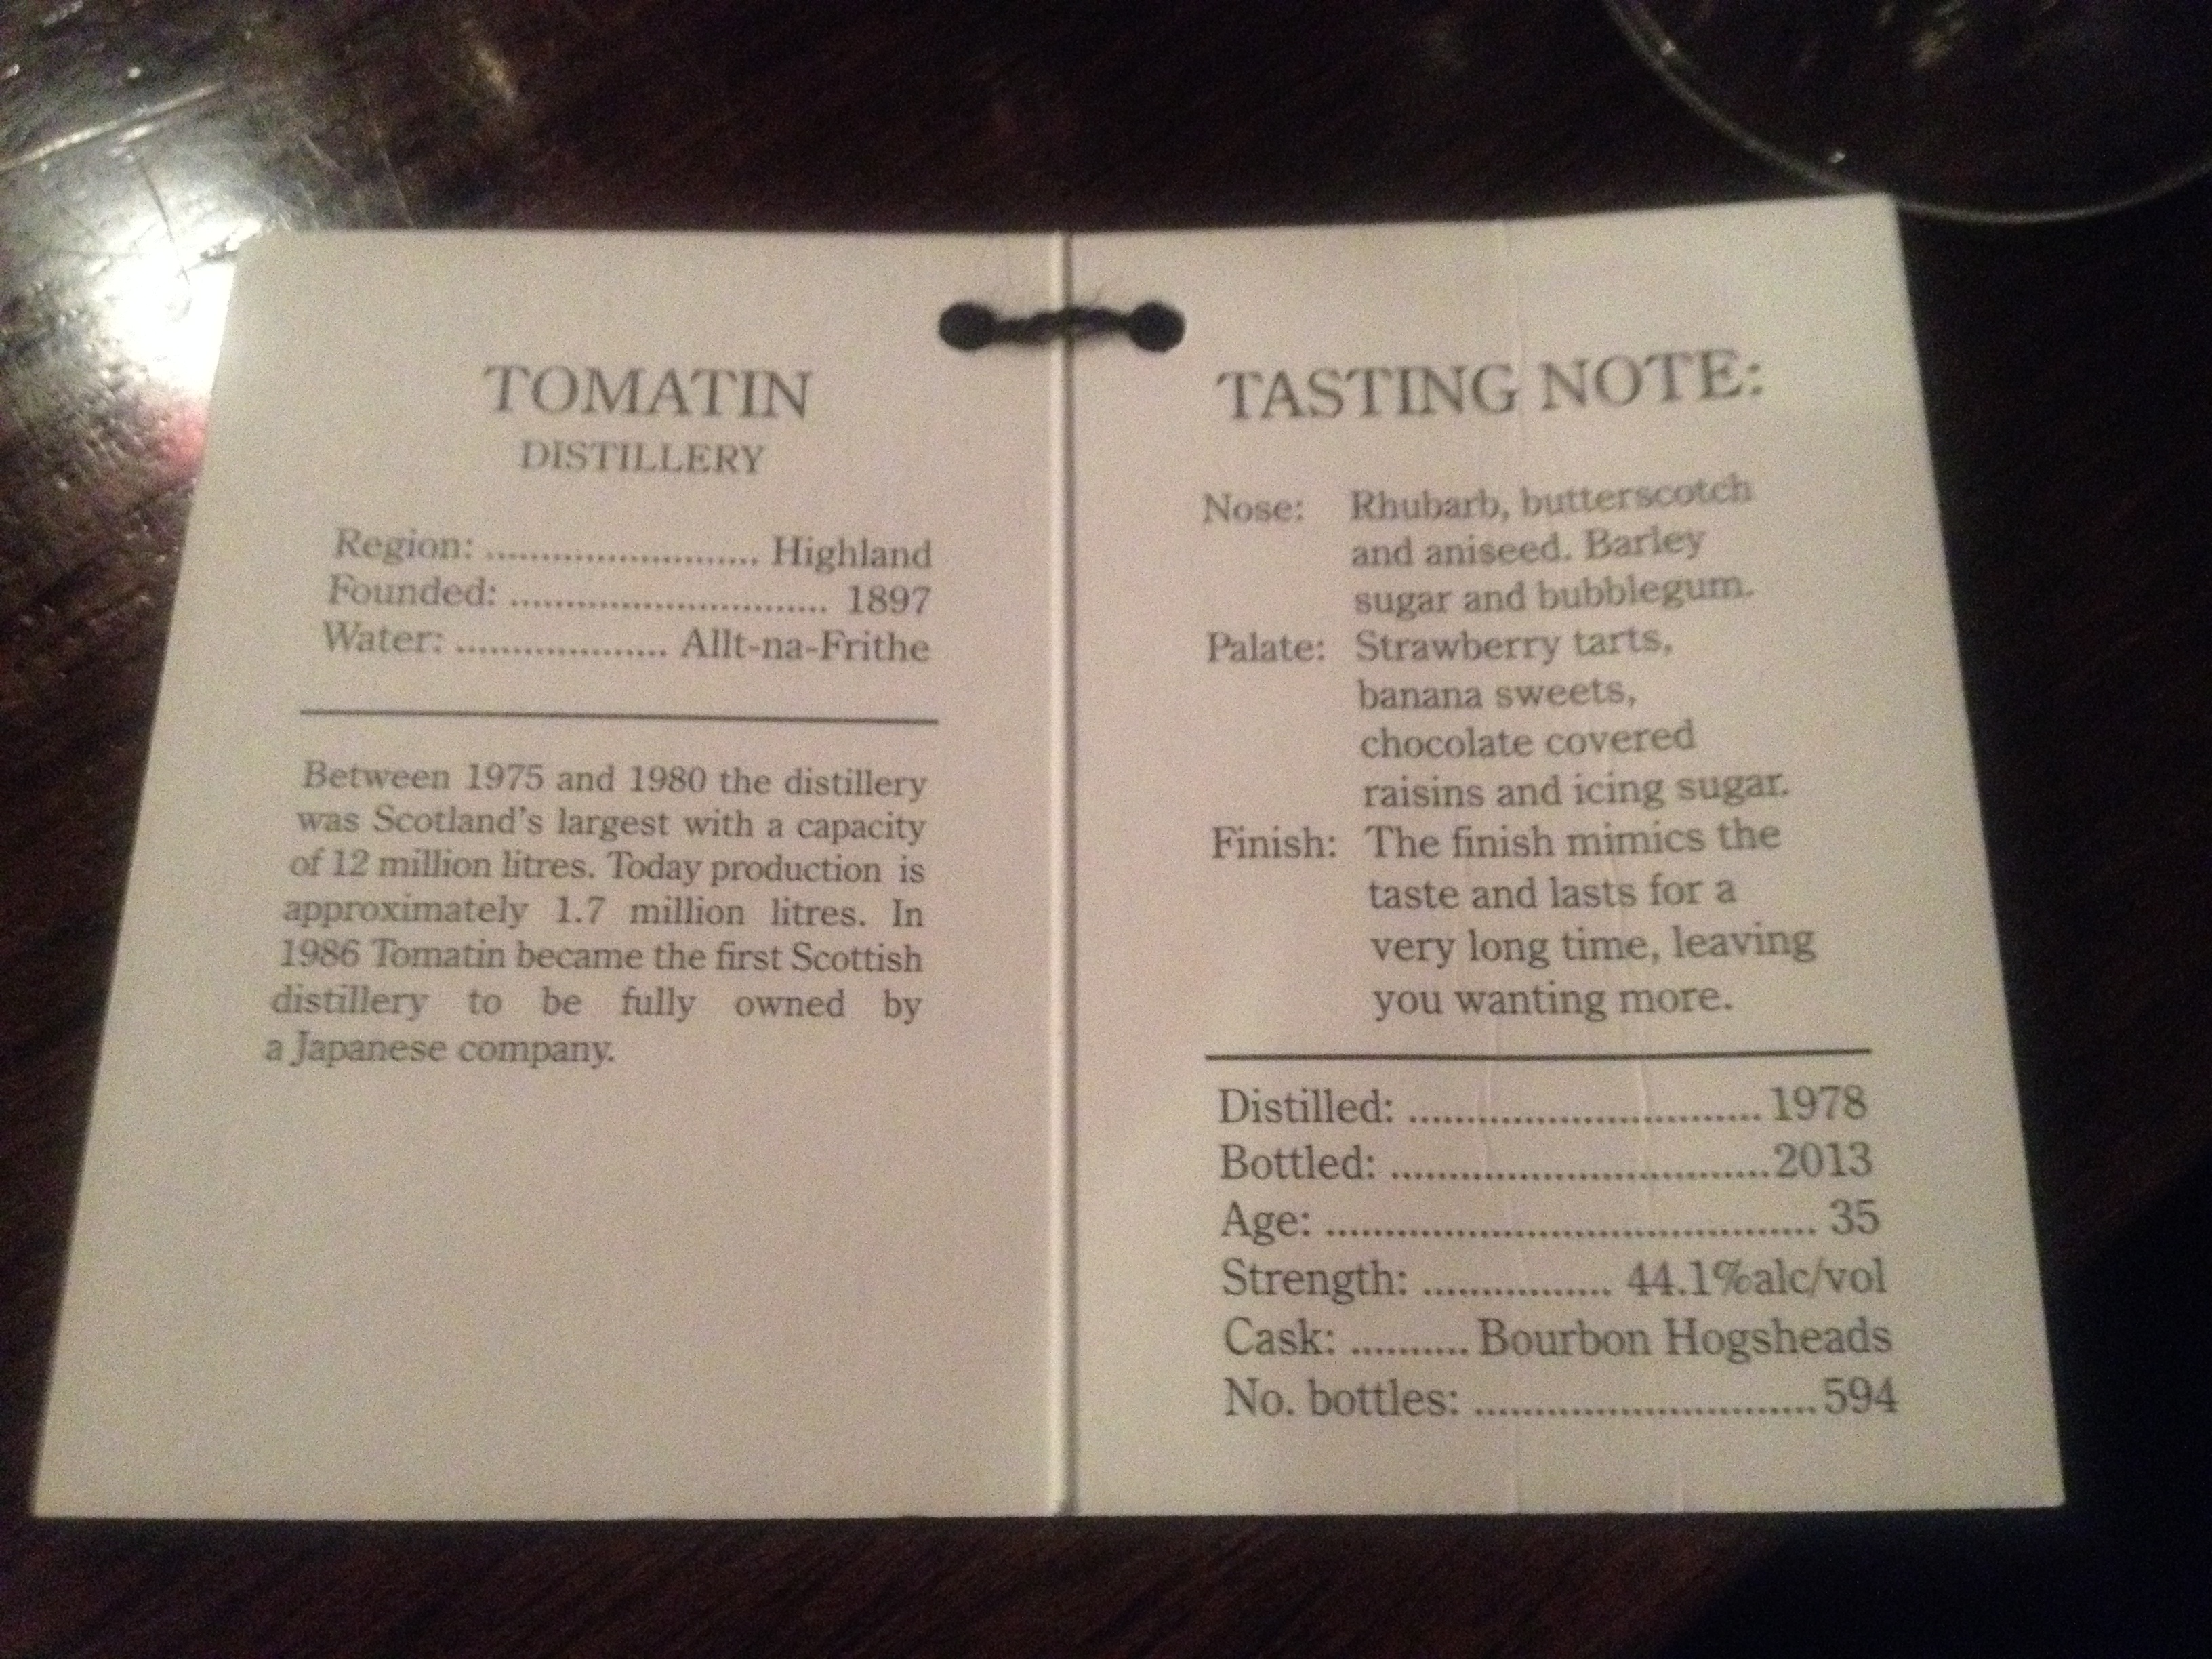 TOMATIN
DISTILLERY
Region: ............................ Highland
Founded: ................................ 1897
Water: ..................... Allt-na-Frithe
Between 1975 and 1980 the distillery
was Scotland's largest with a capacity
of 12 million litres. Today production is
approximately 1.7 million litres. In
1986 Tomatin became the first Scottish
distillery to be fully owned by
a Japanese company.
TASTING NOTE:
Nose: Rhubarb, butterscotch
and aniseed. Barley
sugar and bubblegum.
Palate: Strawberry tarts,
banana sweets,
chocolate covered
raisins and icing sugar.
Finish: The finish mimics the
taste and lasts for a
very long time, leaving
you wanting more.
Distilled: ................................ 1978
Bottled: ..................................2013
Age: ............................................ 35
Strength: ................. 44.1%alc/vol
Cask: .......... Bourbon Hogsheads
No. bottles: ...............................594